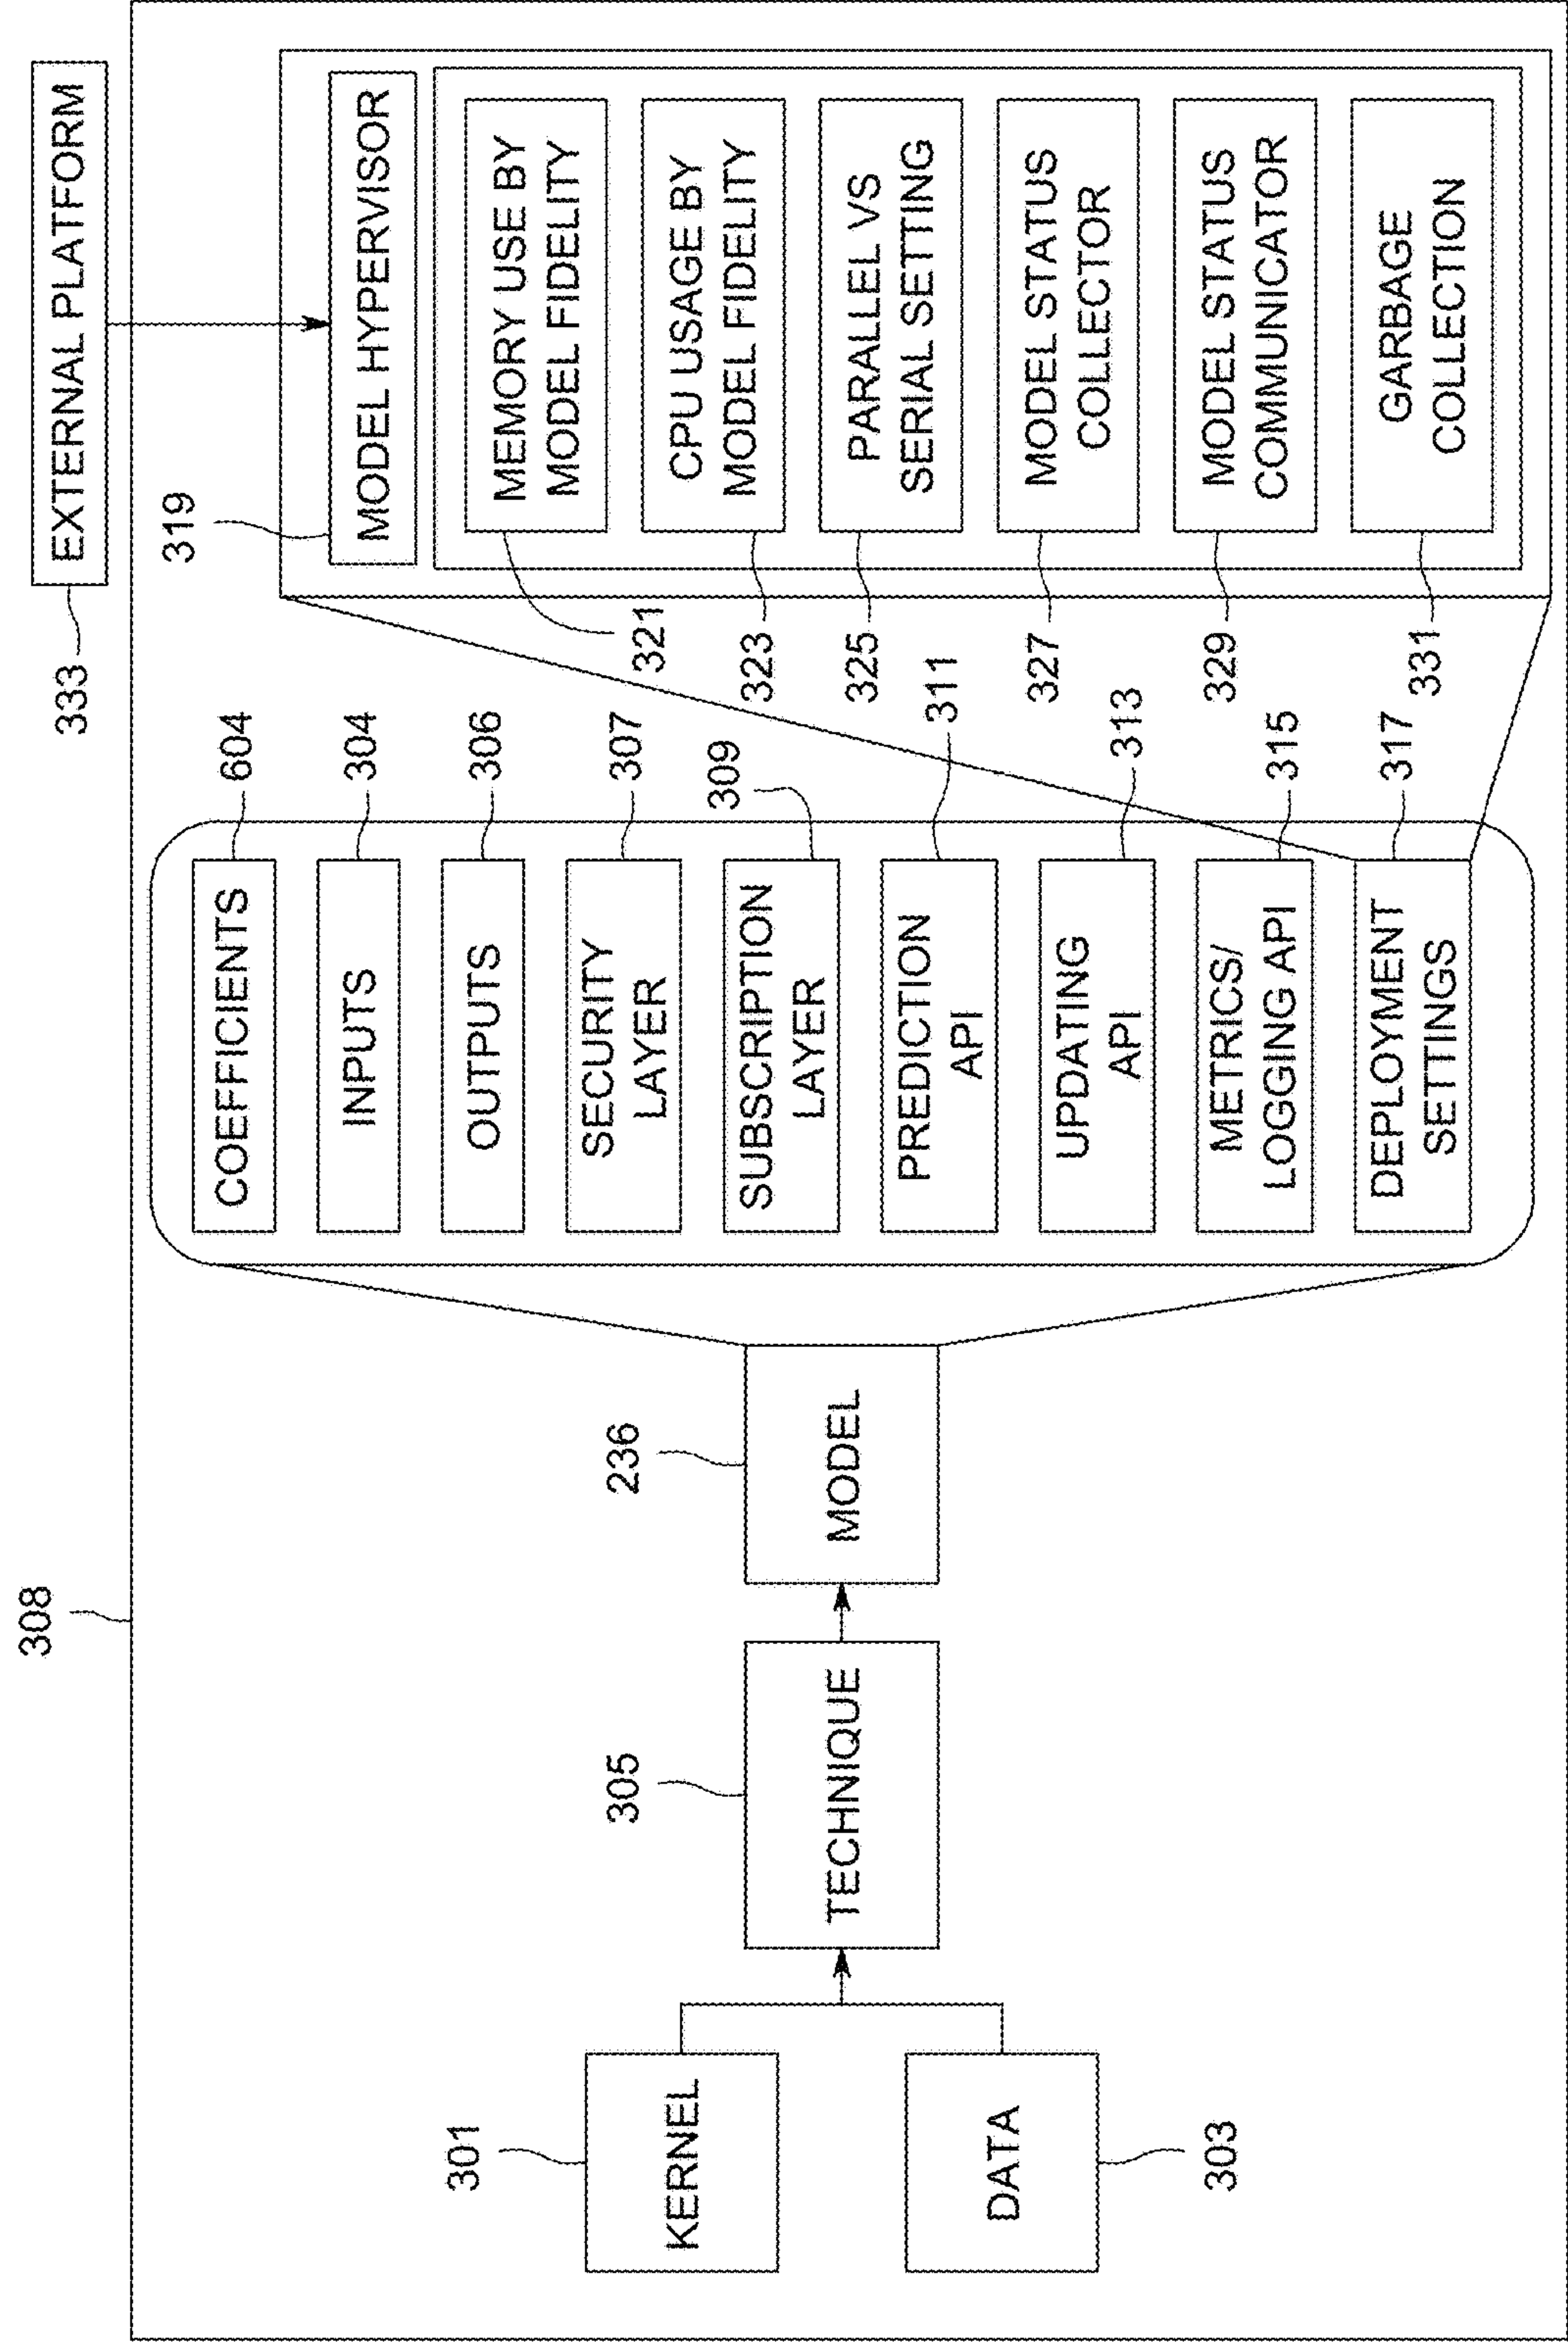 308
333
EXTERNAL PLATFORM
301
KERNEL
DATA
303
305
TECHNIQUE
236
MODEL
COEFFICIENTS
604
INPUTS
304
OUTPUTS
306
SECURITY
LAYER
307
SUBSCRIPTION
LAYER
309
PREDICTION
API
311
UPDATING
API
313
METRICS/
LOGGING API
315
DEPLOYMENT
SETTINGS
317
319
MODEL HYPERVISOR
MEMORY USE BY
MODEL FIDELITY
321
CPU USAGE BY
MODEL FIDELITY
323
PARALLEL VS
SERIAL SETTING
325
MODEL STATUS
COLLECTOR
327
MODEL STATUS
COMMUNICATOR
329
GARBAGE
COLLECTION
331